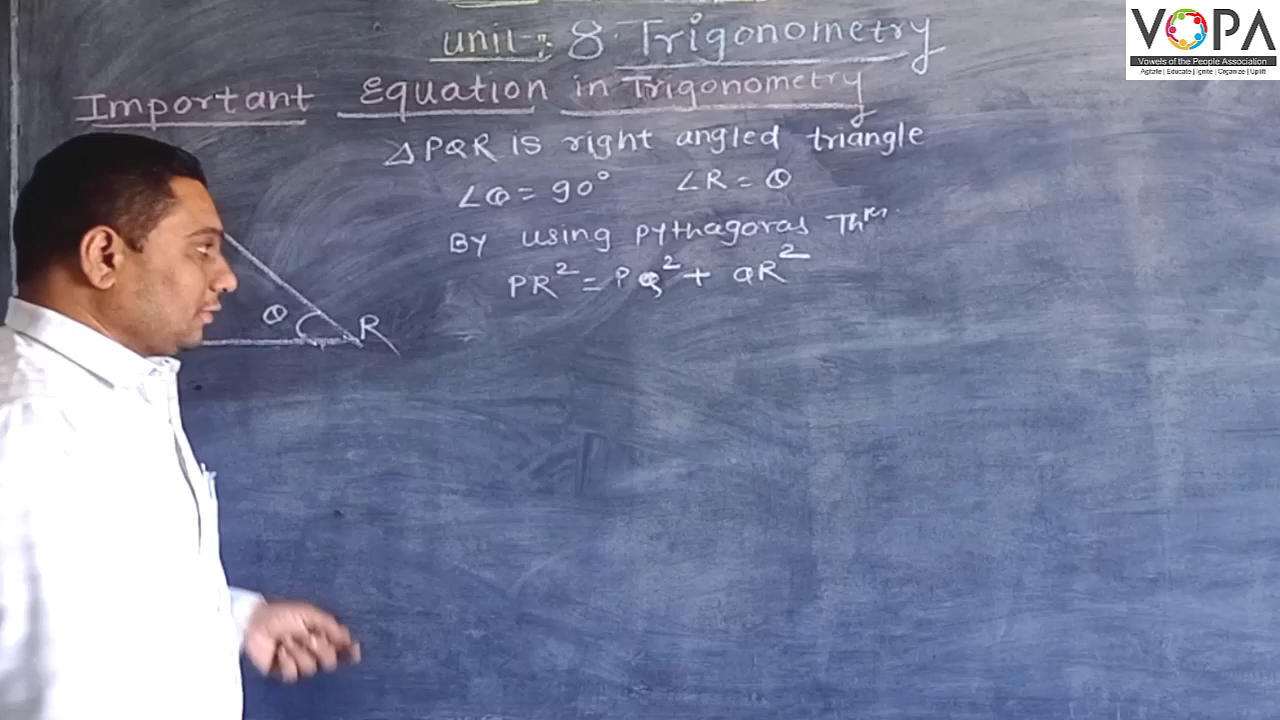 unit :- 8. Trigonometry
Important Equation in Trigonometry
△PQR is right angled triangle
∠Q = 90° ∠R = θ
By using pythagoras Thm.
PR² = PQ² + QR²
θ R
VOPA
Vowels of the People Association
Agitate | Educate | Ignite | Organize | Uplift